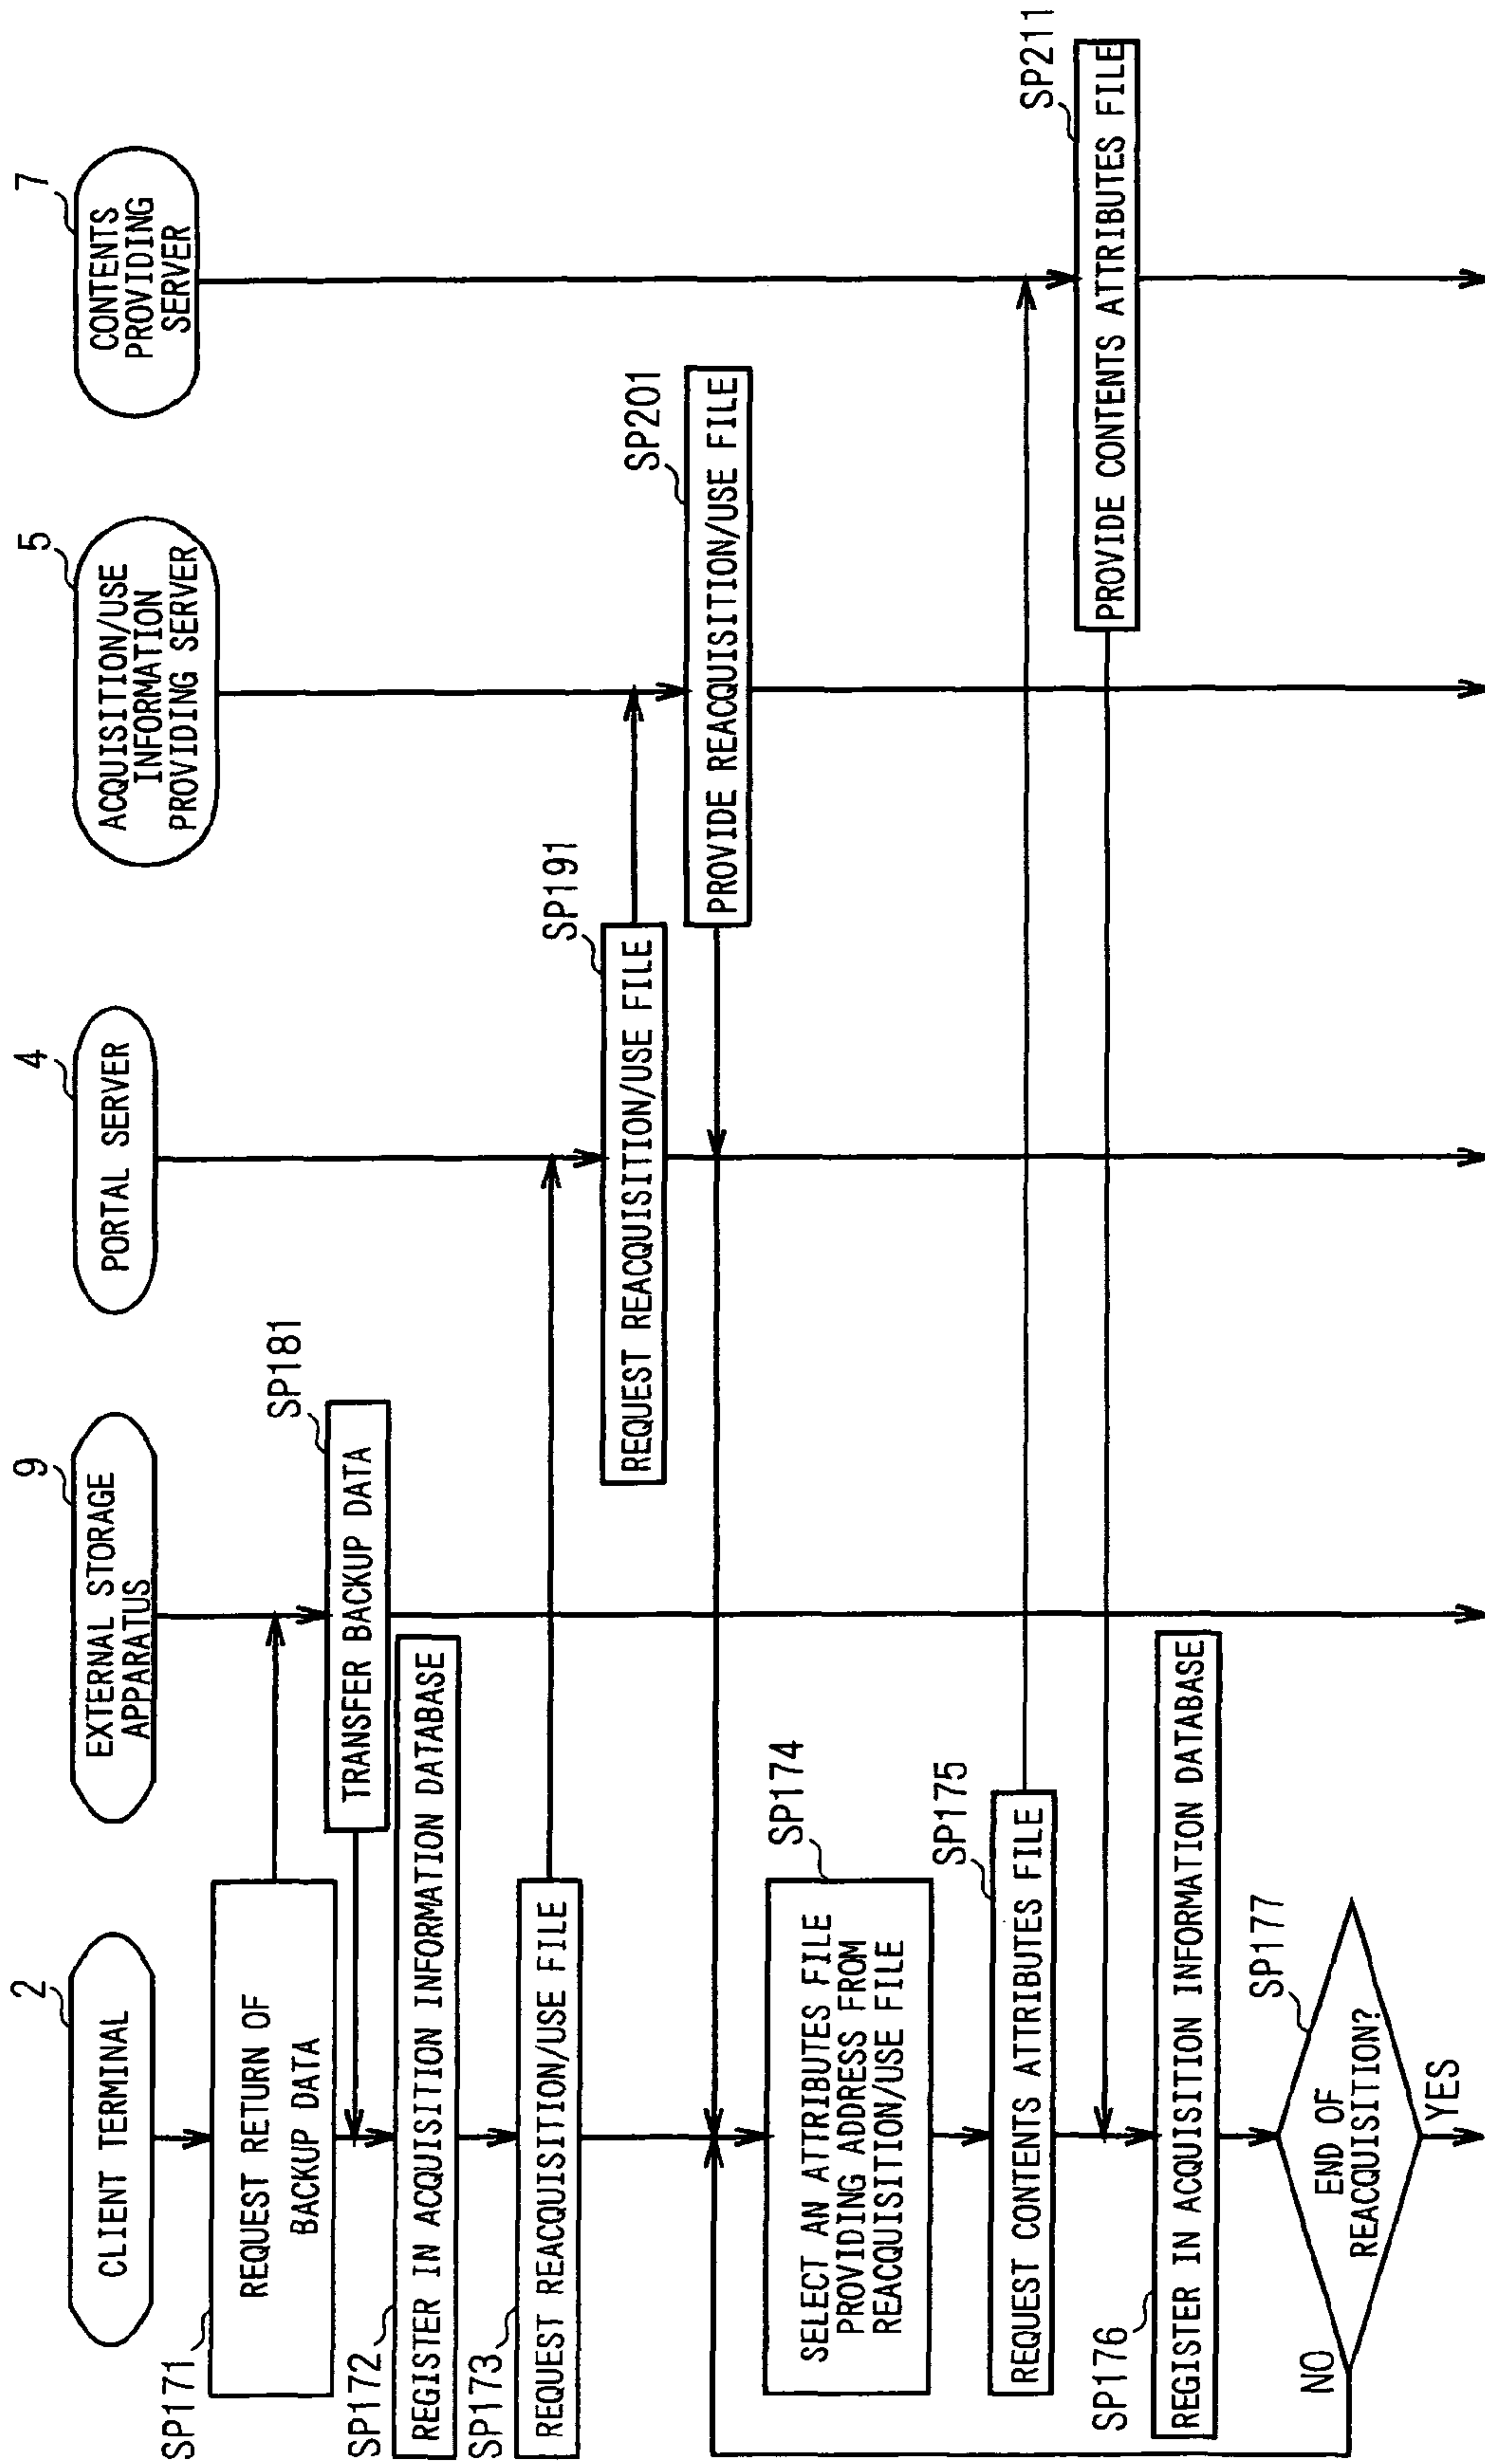 2
CLIENT TERMINAL
9
EXTERNAL STORAGE
APPARATUS
4
PORTAL SERVER
5
ACQUISITION/USE
INFORMATION
PROVIDING SERVER
7
CONTENTS
PROVIDING
SERVER
SP171
REQUEST RETURN OF
BACKUP DATA
SP181
TRANSFER BACKUP DATA
SP172
REGISTER IN ACQUISITION INFORMATION DATABASE
SP173
REQUEST REACQUISITION/USE FILE
SP191
REQUEST REACQUISITION/USE FILE
SP201
PROVIDE REACQUISITION/USE FILE
SP174
SELECT AN ATTRIBUTES FILE
PROVIDING ADDRESS FROM
REACQUISITION/USE FILE
SP175
REQUEST CONTENTS ATTRIBUTES FILE
SP211
PROVIDE CONTENTS ATTRIBUTES FILE
SP176
REGISTER IN ACQUISITION INFORMATION DATABASE
SP177
END OF
REACQUISITION?
NO
YES